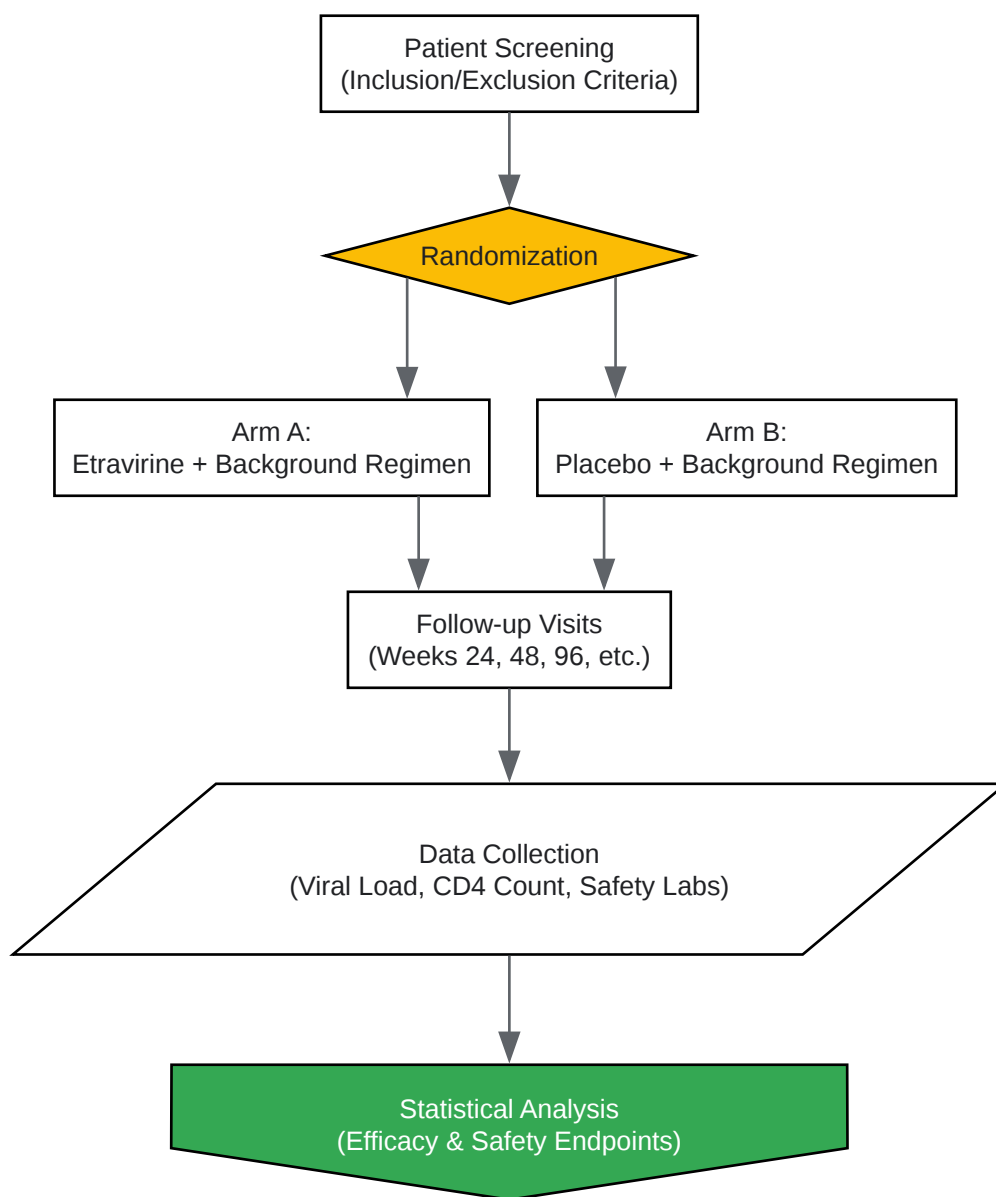 Patient Screening
(Inclusion/Exclusion Criteria)
Randomization
Arm A:
Etravirine + Background Regimen
Arm B:
Placebo + Background Regimen
Follow-up Visits
(Weeks 24, 48, 96, etc.)
Data Collection
(Viral Load, CD4 Count, Safety Labs)
Statistical Analysis
(Efficacy & Safety Endpoints)